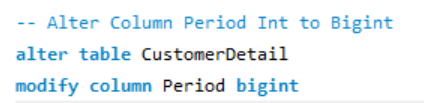 -- Alter Column Period Int to Bigint
alter table CustomerDetail
modify column Period bigint